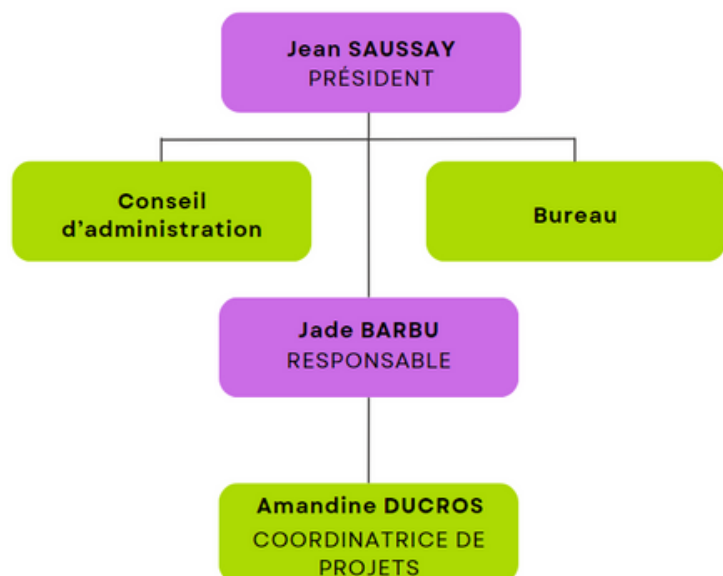 Jean SAUSSAY
PRÉSIDENT
Conseil
d'administration
Bureau
Jade BARBU
RESPONSABLE
Amandine DUCROS
COORDINATRICE DE
PROJETS